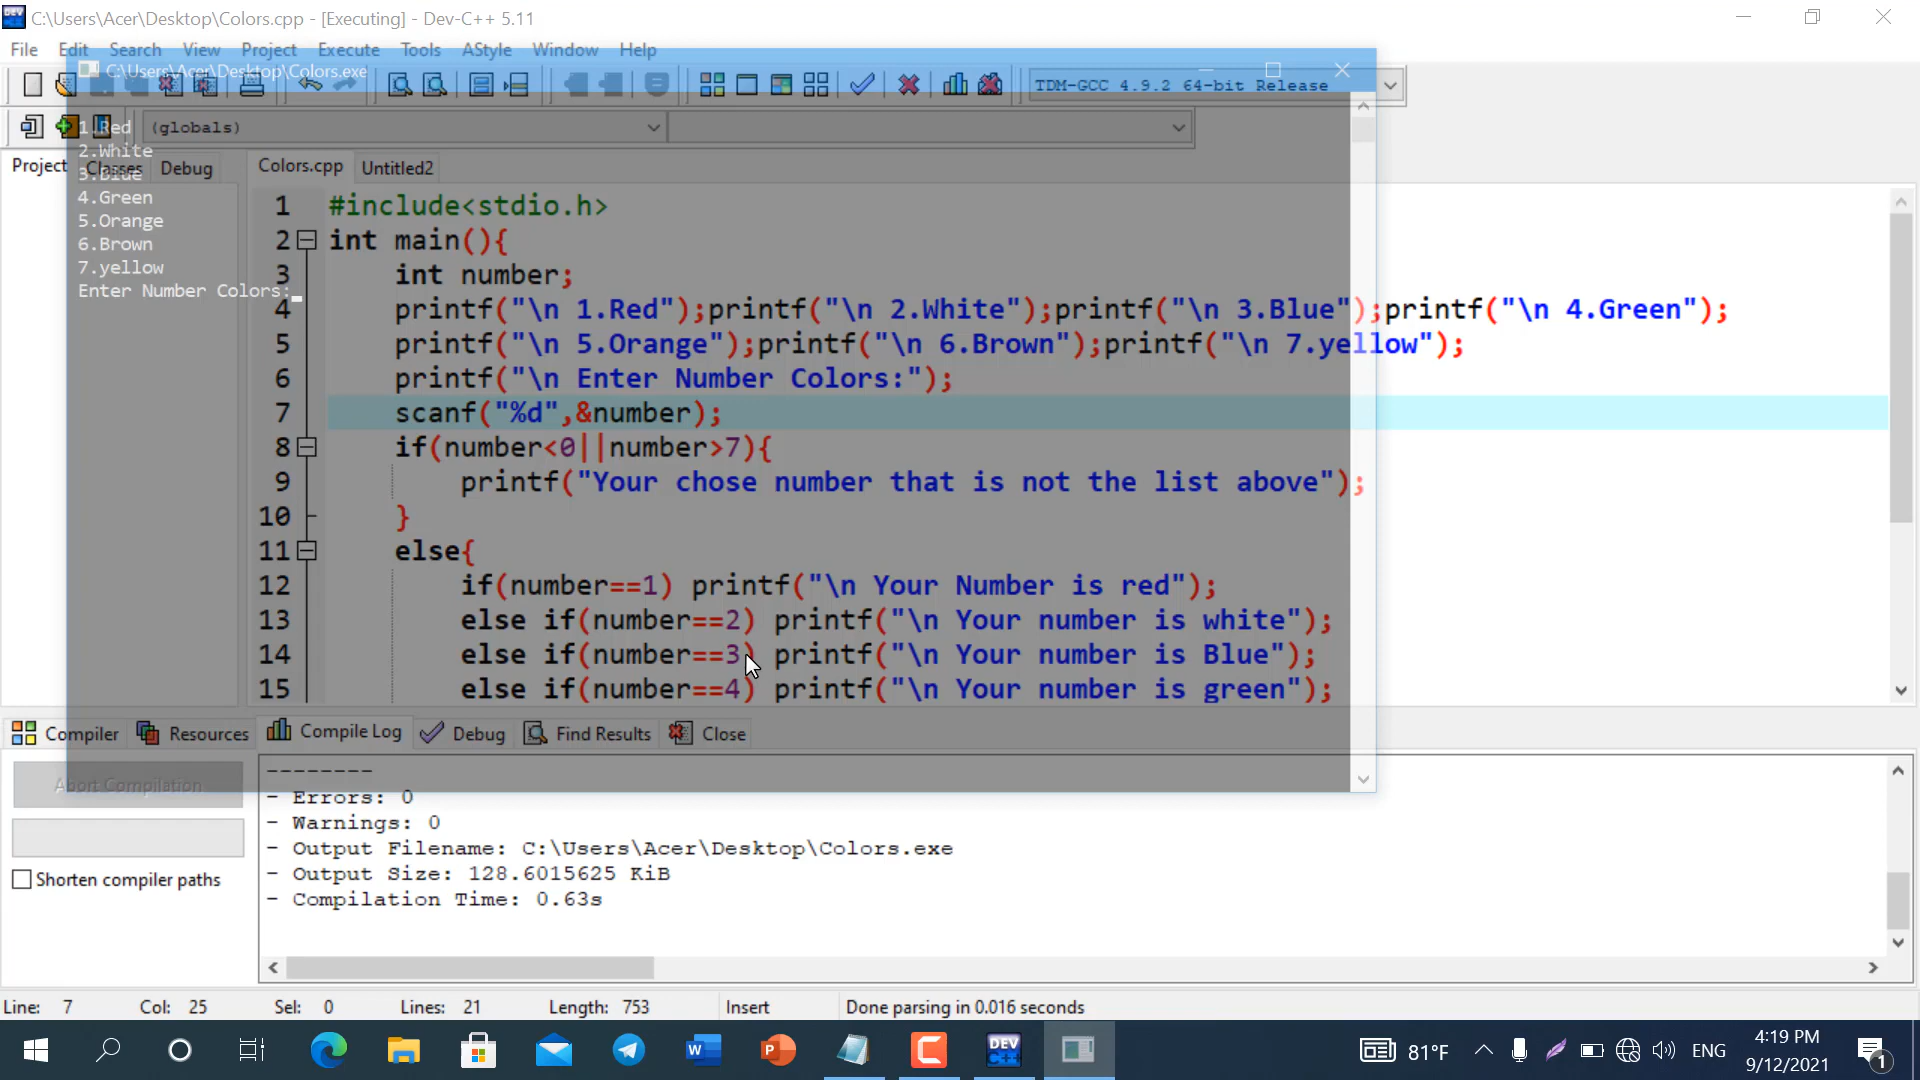 C:\Users\Acer\Desktop\Colors.cpp - [Executing] - Dev-C++ 5.11
File Edit Search View Project Execute Tools AStyle Window Help
C:\Users\Acer\Desktop\Colors.exe
TDM-GCC 4.9.2 64-bit Release
(globals)
1.Red
2.White
3.Blue
4.Green
5.Orange
6.Brown
7.yellow
Enter Number Colors:
Project Classes Debug
Colors.cpp Untitled2
1 #include<stdio.h>
2 int main(){
3 int number;
4 printf("\n 1.Red");printf("\n 2.White");printf("\n 3.Blue");printf("\n 4.Green");
5 printf("\n 5.Orange");printf("\n 6.Brown");printf("\n 7.yellow");
6 printf("\n Enter Number Colors:");
7 scanf("%d",&number);
8 if(number<0||number>7){
9 printf("Your chose number that is not the list above");
10 }
11 else{
12 if(number==1) printf("\n Your Number is red");
13 else if(number==2) printf("\n Your number is white");
14 else if(number==3) printf("\n Your number is Blue");
15 else if(number==4) printf("\n Your number is green");
Compiler Resources Compile Log Debug Find Results Close
Abort Compilation
Shorten compiler paths
--------
- Errors: 0
- Warnings: 0
- Output Filename: C:\Users\Acer\Desktop\Colors.exe
- Output Size: 128.6015625 KiB
- Compilation Time: 0.63s
Line: 7 Col: 25 Sel: 0 Lines: 21 Length: 753 Insert Done parsing in 0.016 seconds
DEV
81°F
ENG
4:19 PM
9/12/2021
1